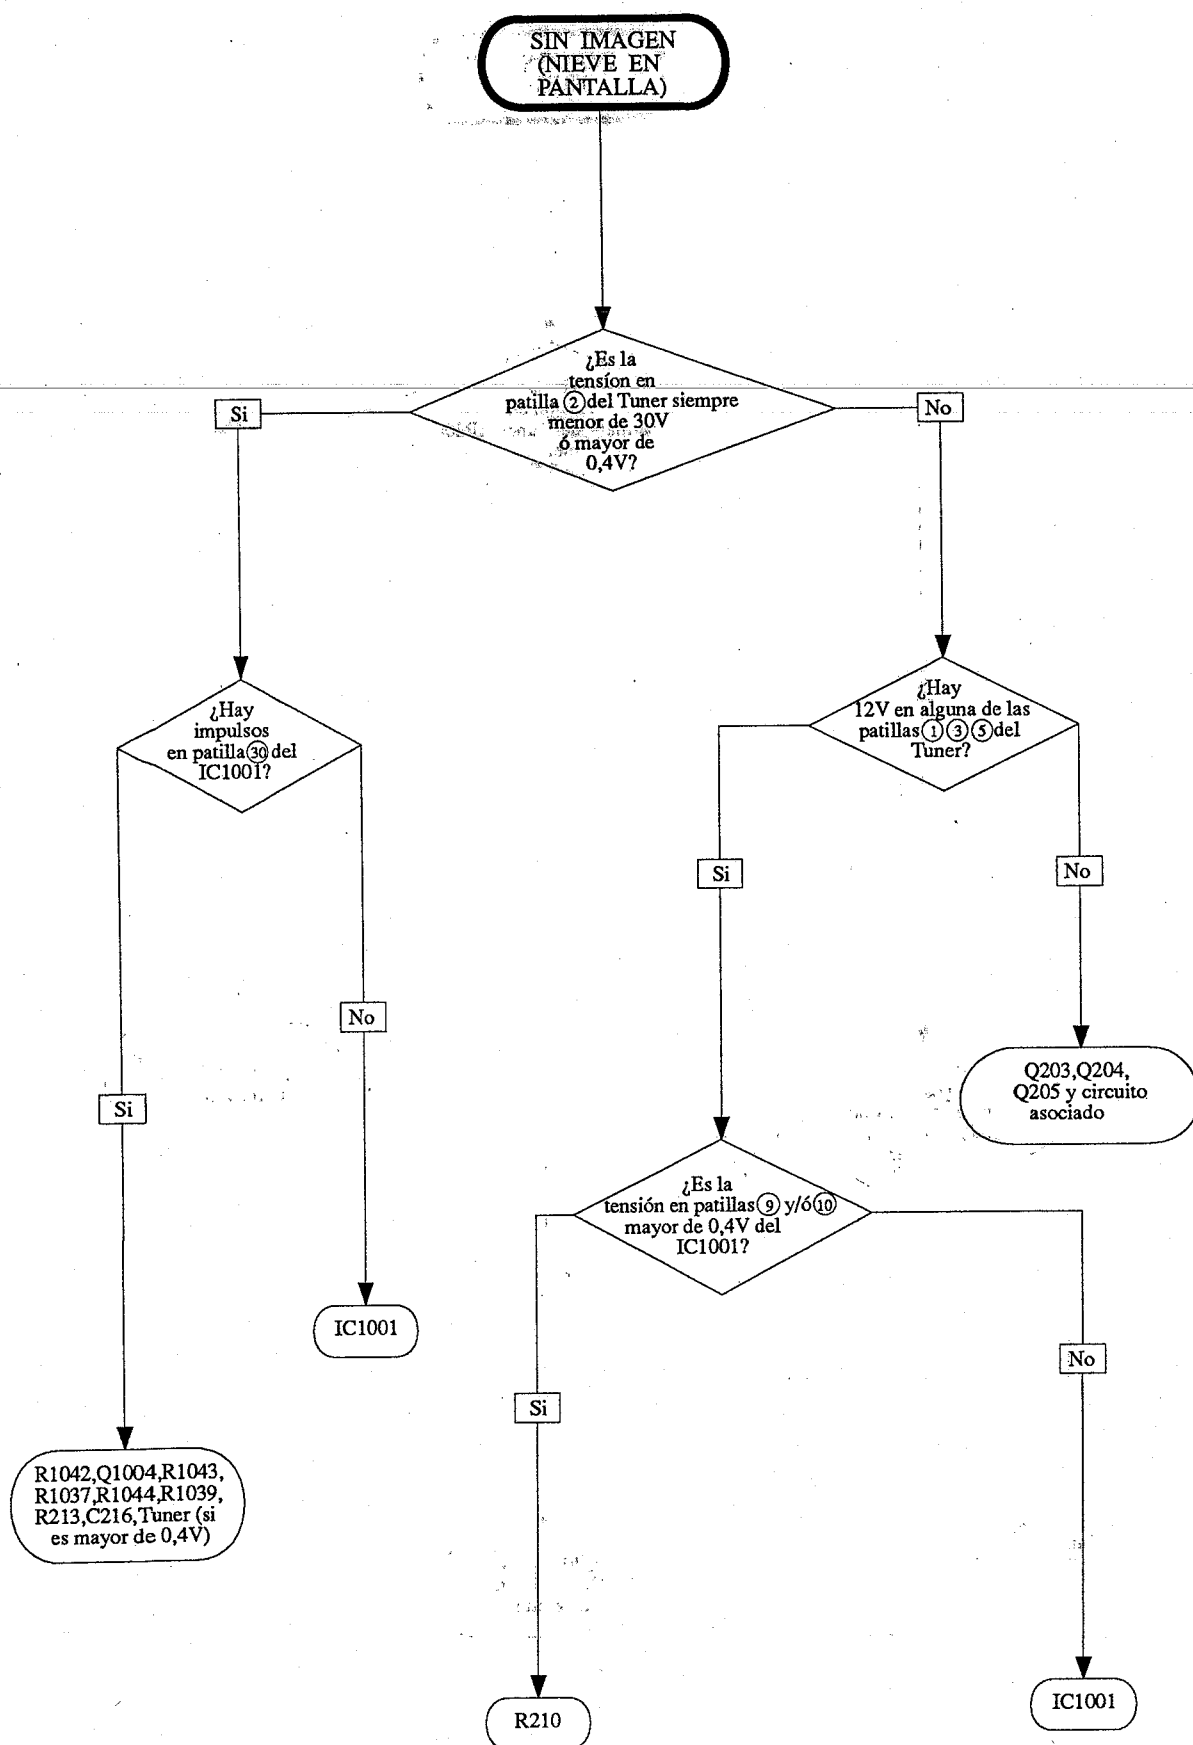 SIN IMAGEN
(NIEVE EN
PANTALLA)
¿Es la
tensíon en
patilla ② del Tuner siempre
menor de 30V
ó mayor de
0,4V?
Si
No
¿Hay
impulsos
en patilla ㉚ del
IC1001?
¿Hay
12V en alguna de las
patillas ① ③ ⑤ del
Tuner?
Si
No
No
Si
Q203,Q204,
Q205 y circuito
asociado
¿Es la
tensión en patillas ⑨ y/ó ⑩
mayor de 0,4V del
IC1001?
IC1001
No
Si
R1042,Q1004,R1043,
R1037,R1044,R1039,
R213,C216,Tuner (si
es mayor de 0,4V)
R210
IC1001